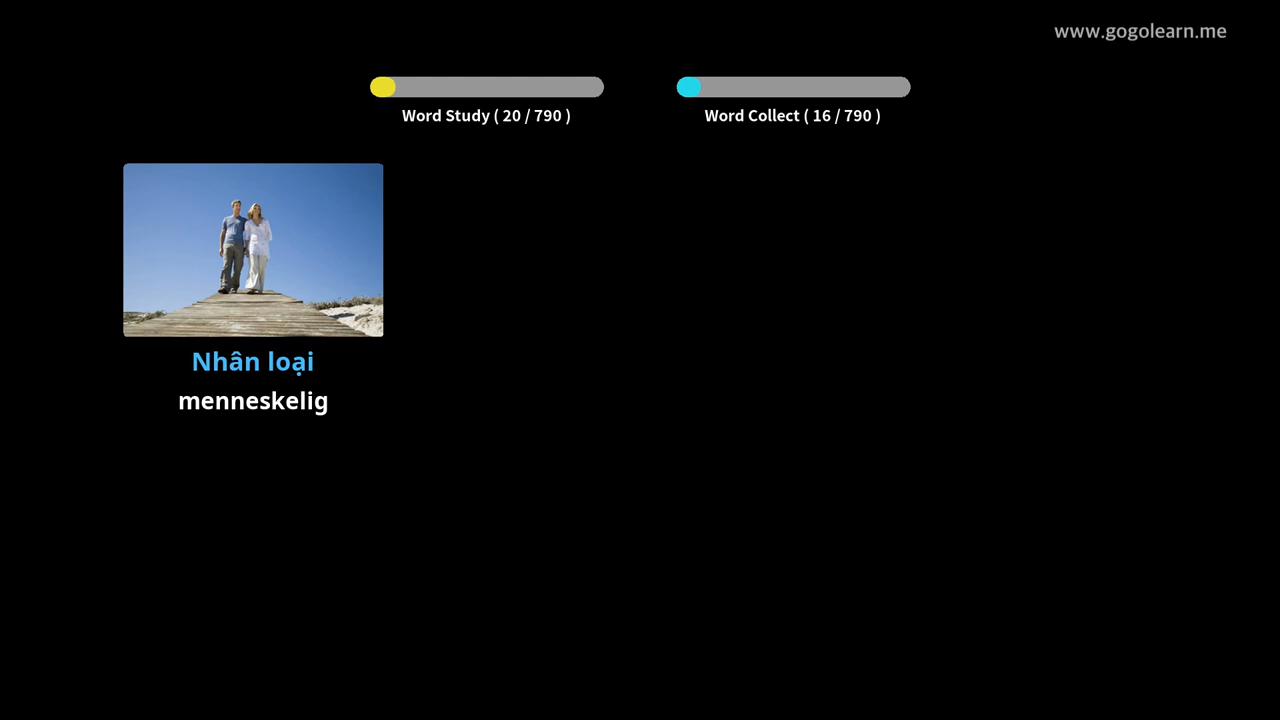 www.gogolearn.me
Word Study ( 20 / 790 )
Word Collect ( 16 / 790 )
Nhân loại
menneskelig